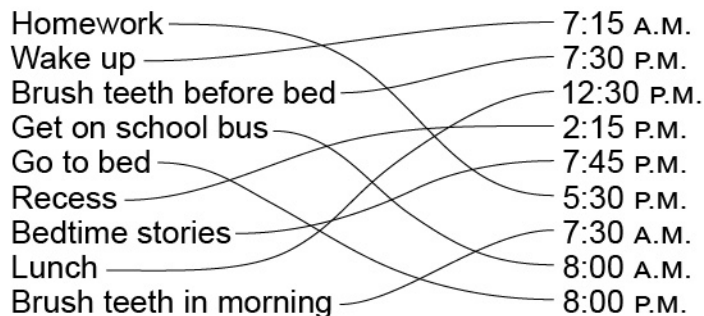 Homework 7:15 A.M.
Wake up 7:30 P.M.
Brush teeth before bed 12:30 P.M.
Get on school bus 2:15 P.M.
Go to bed 7:45 P.M.
Recess 5:30 P.M.
Bedtime stories 7:30 A.M.
Lunch 8:00 A.M.
Brush teeth in morning 8:00 P.M.